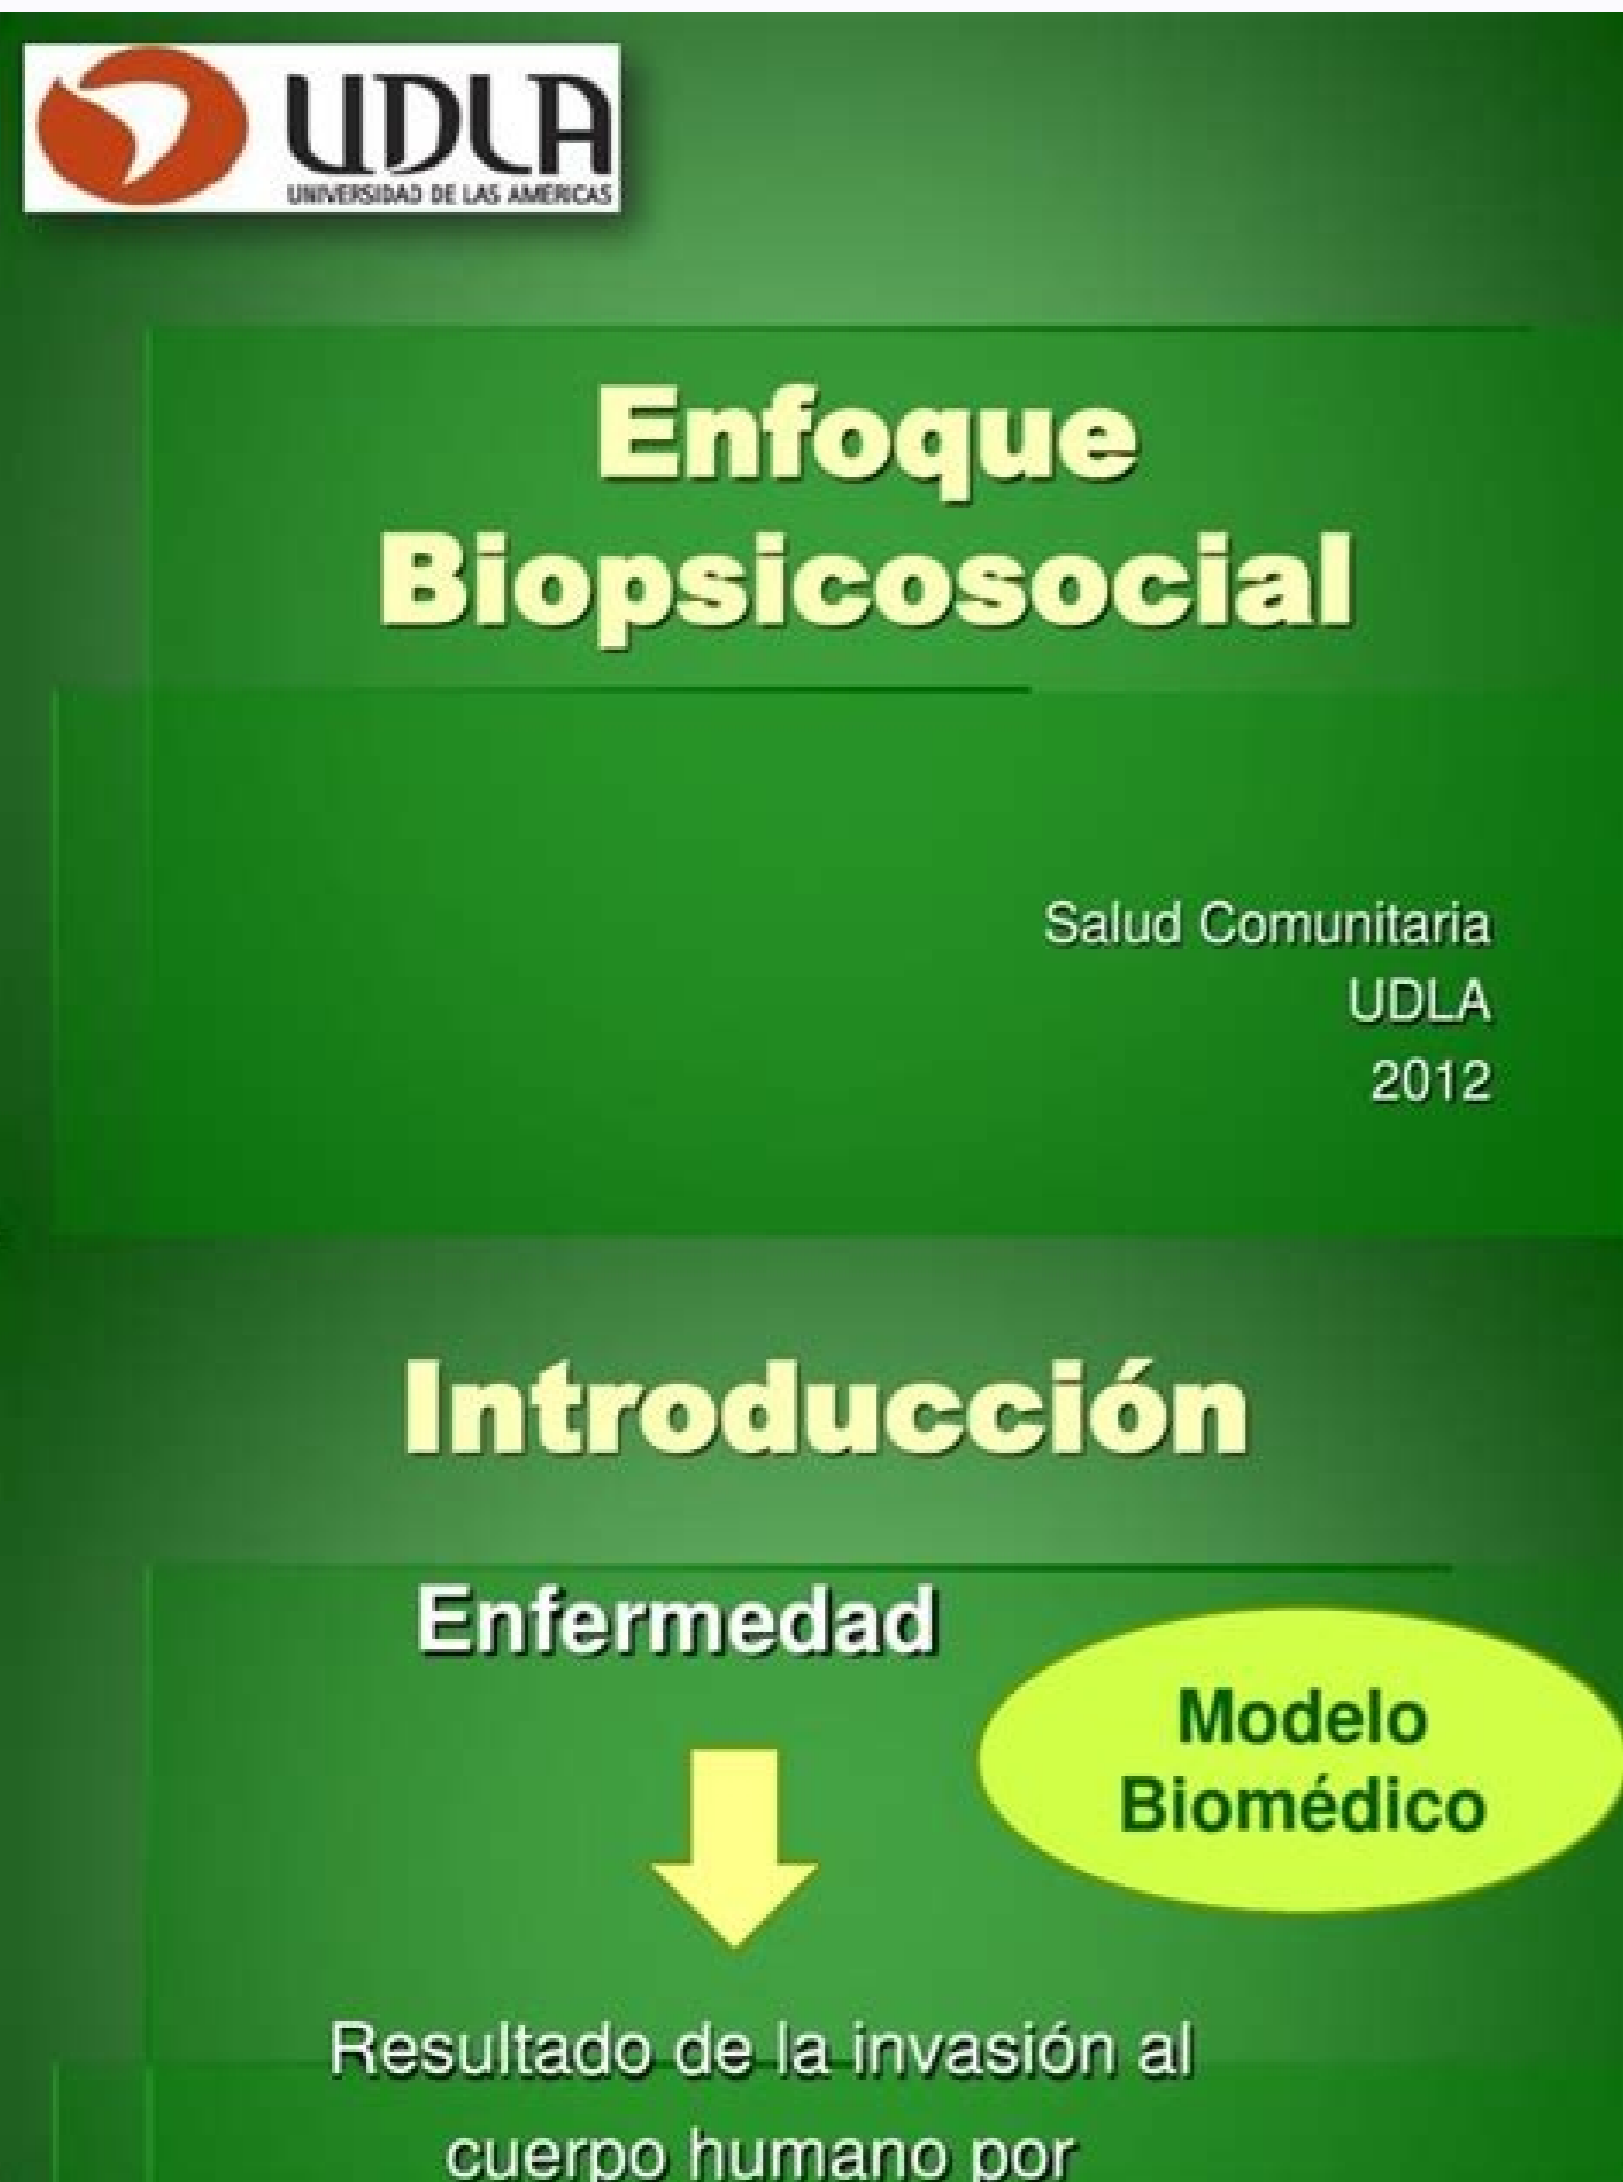 UDLA
UNIVERSIDAD DE LAS AMÉRICAS
Enfoque
Biopsicosocial
Salud Comunitaria
UDLA
2012
Introducción
Enfermedad
Modelo
Biomédico
Resultado de la invasión al
cuerpo humano por